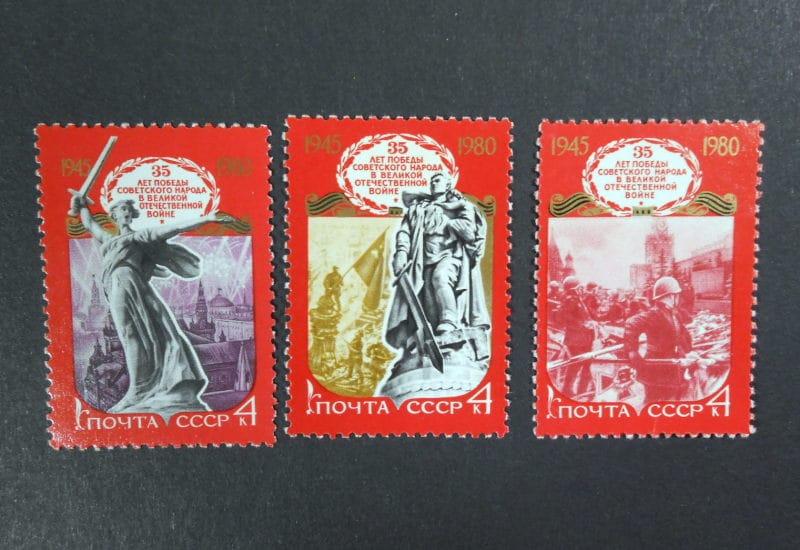 1945 1980
35
ЛЕТ ПОБЕДЫ
СОВЕТСКОГО НАРОДА
В ВЕЛИКОЙ
ОТЕЧЕСТВЕННОЙ
ВОЙНЕ
ПОЧТА СССР 4
К
1945 1980
35
ЛЕТ ПОБЕДЫ
СОВЕТСКОГО НАРОДА
В ВЕЛИКОЙ
ОТЕЧЕСТВЕННОЙ
ВОЙНЕ
ПОЧТА СССР 4
К
1945 1980
35
ЛЕТ ПОБЕДЫ
СОВЕТСКОГО НАРОДА
В ВЕЛИКОЙ
ОТЕЧЕСТВЕННОЙ
ВОЙНЕ
ПОЧТА СССР 4
К